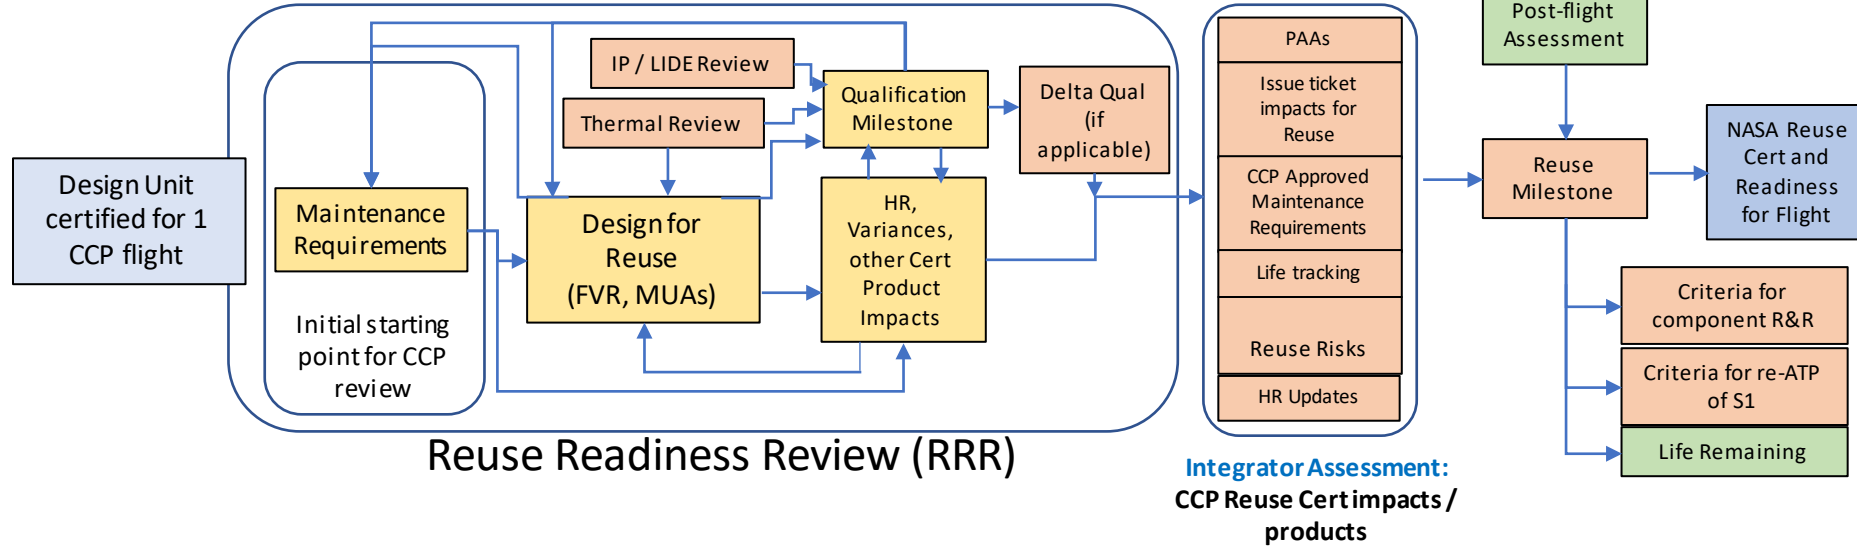 Design Unit
certified for 1
CCP flight
Maintenance
Requirements
Initial starting
point for CCP
review
IP / LIDE Review
Thermal Review
Design for
Reuse
(FVR, MUAs)
Qualification
Milestone
HR,
Variances,
other Cert
Product
Impacts
Delta Qual
(if
applicable)
Reuse Readiness Review (RRR)
PAAs
Issue ticket
impacts for
Reuse
CCP Approved
Maintenance
Requirements
Life tracking
Reuse Risks
HR Updates
Integrator Assessment:
CCP Reuse Cert impacts /
products
Post-flight
Assessment
Reuse
Milestone
NASA Reuse
Cert and
Readiness
for Flight
Criteria for
component R&R
Criteria for re-ATP
of S1
Life Remaining